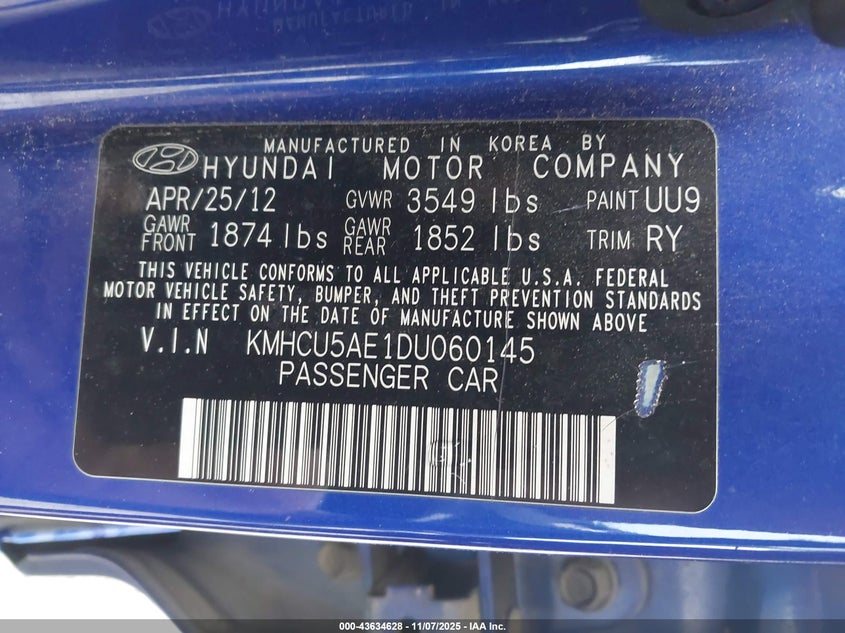 MANUFACTURED IN KOREA BY
HYUNDAI MOTOR COMPANY
APR/25/12 GVWR 3549 lbs PAINT UU9
GAWR FRONT 1874 lbs GAWR REAR 1852 lbs TRIM RY
THIS VEHICLE CONFORMS TO ALL APPLICABLE U.S.A. FEDERAL
MOTOR VEHICLE SAFETY, BUMPER, AND THEFT PREVENTION STANDARDS
IN EFFECT ON THE DATE OF MANUFACTURE SHOWN ABOVE
V.I.N KMHCU5AE1DU060145
PASSENGER CAR
000-43634628 - 11/07/2025 - IAA Inc.